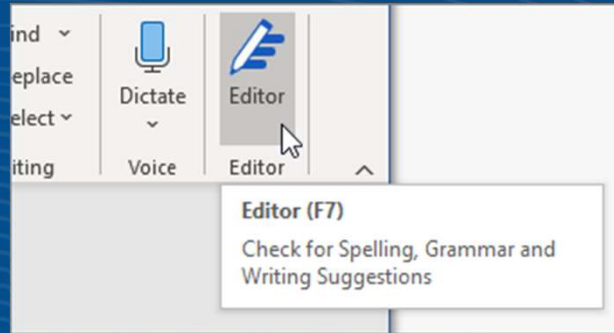 ind
eplace
elect
Dictate
Editor
iting
Voice
Editor
Editor (F7)
Check for Spelling, Grammar and
Writing Suggestions